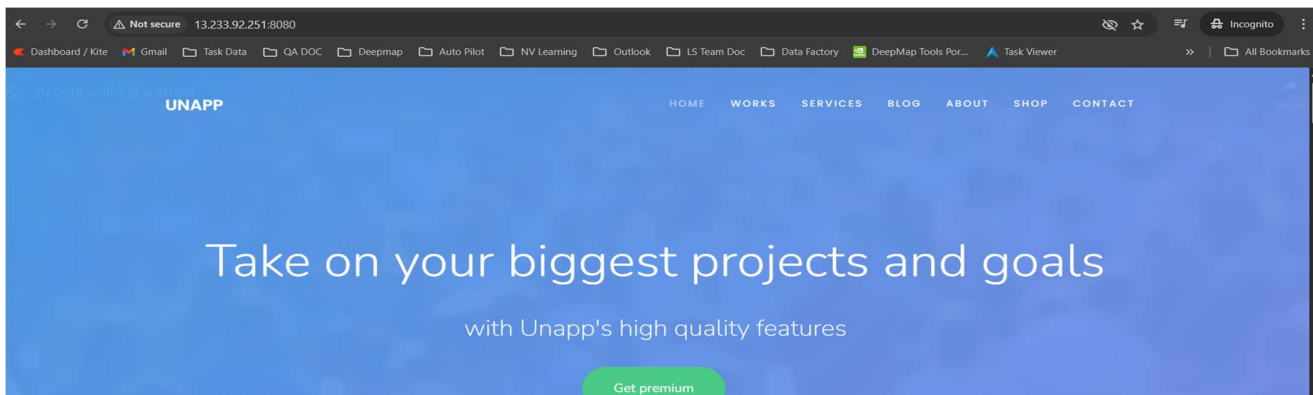 Not secure 13.233.92.251:8080 Incognito
Dashboard / Kite Gmail Task Data QA DOC Deepmap Auto Pilot NV Learning Outlook LS Team Doc Data Factory DeepMap Tools Por... Task Viewer » All Bookmarks
people walking a street
UNAPP HOME WORKS SERVICES BLOG ABOUT SHOP CONTACT
Take on your biggest projects and goals
with Unapp's high quality features
Get premium